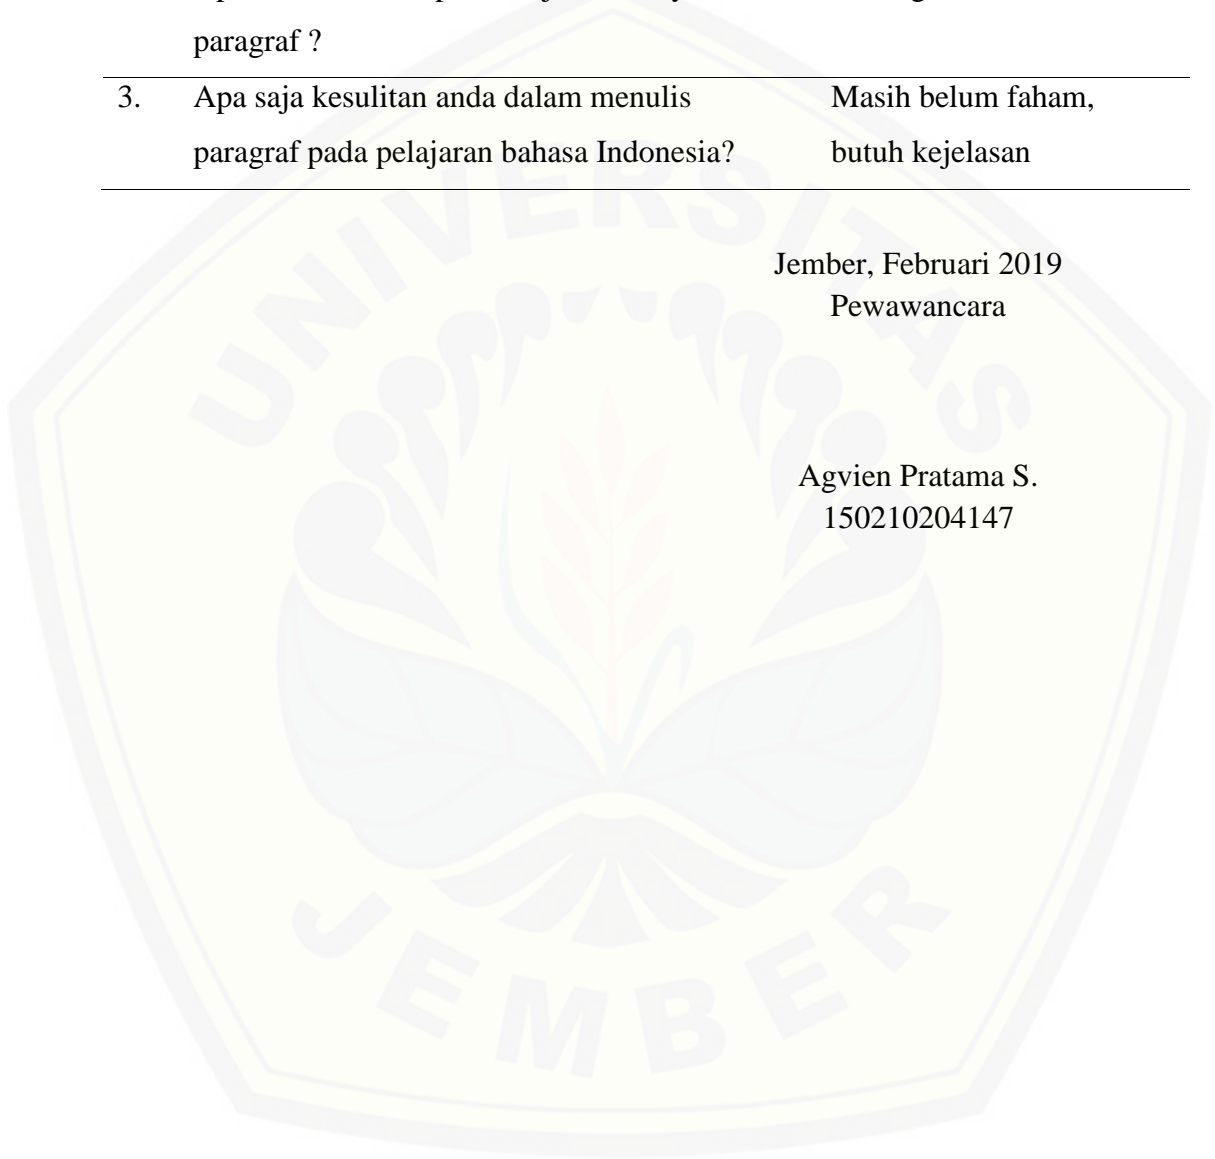 paragraf ?
3. Apa saja kesulitan anda dalam menulis Masih belum faham,
paragraf pada pelajaran bahasa Indonesia? butuh kejelasan
Jember, Februari 2019
Pewawancara
Agvien Pratama S.
150210204147
UNIVERSITAS
JEMBER